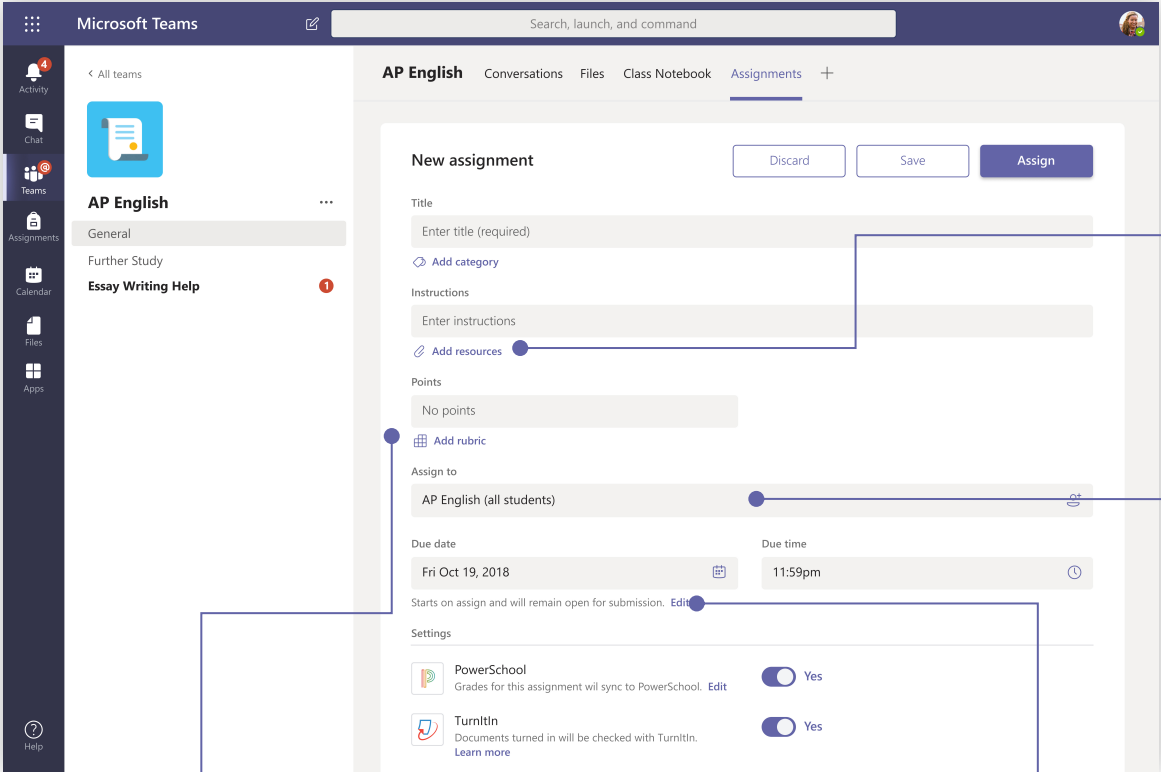 Microsoft Teams
Search, launch, and command
4
Activity
Chat
@
Teams
Assignments
Calendar
Files
Apps
Help
All teams
AP English
...
General
Further Study
Essay Writing Help
1
AP English
Conversations
Files
Class Notebook
Assignments
New assignment
Discard
Save
Assign
Title
Enter title (required)
Add category
Instructions
Enter instructions
Add resources
Points
No points
Add rubric
Assign to
AP English (all students)
Due date
Due time
Fri Oct 19, 2018
11:59pm
Starts on assign and will remain open for submission. Edit
Settings
PowerSchool
Grades for this assignment wil sync to PowerSchool. Edit
Yes
TurnItIn
Documents turned in will be checked with TurnItIn.
Learn more
Yes